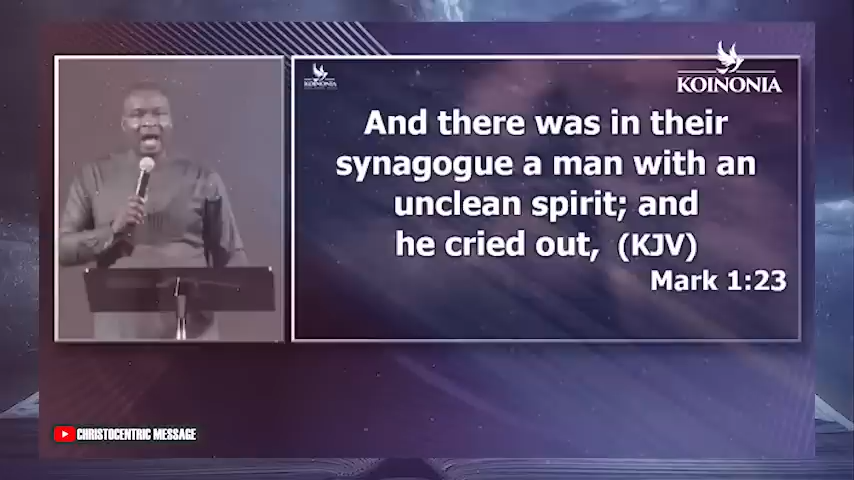 KOINONIA
KOINONIA
And there was in their
synagogue a man with an
unclean spirit; and
he cried out, (KJV)
Mark 1:23
CHRISTOCENTRIC MESSAGE